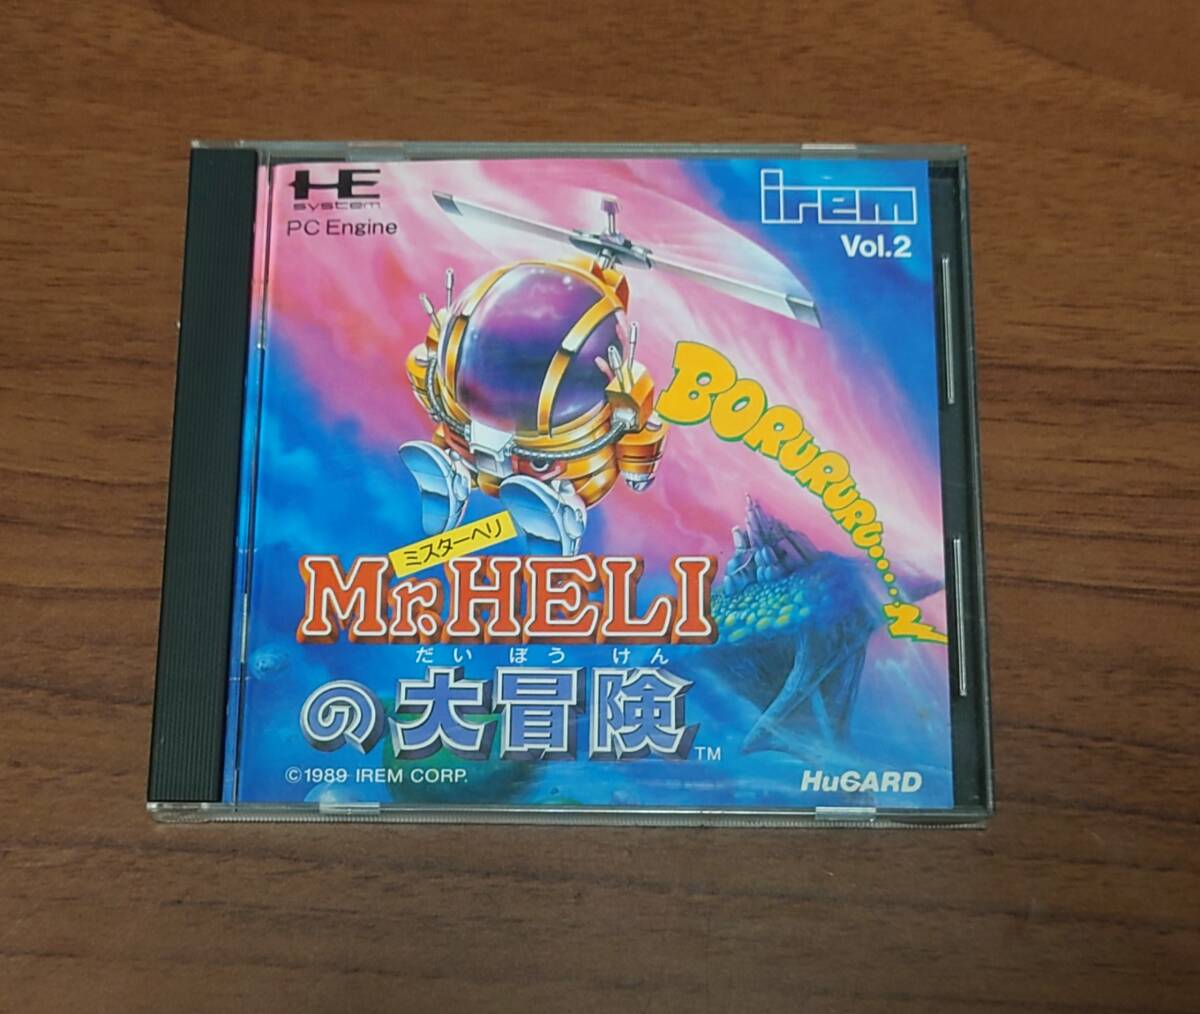 HE
system
PC Engine
irem
Vol.2
BORURURURU.....N
ミスターヘリ
Mr.HELI
だいぼうけん
の大冒険
TM
© 1989 IREM CORP.
HuCARD